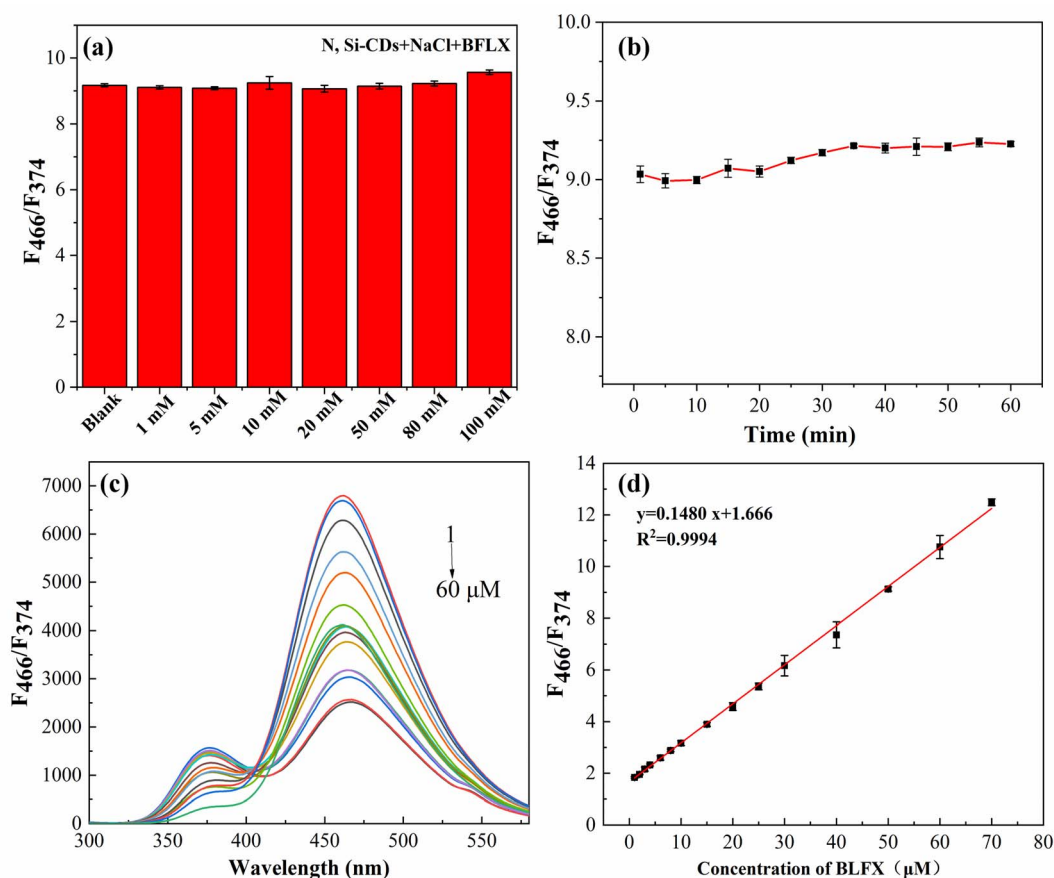 (a)
N, Si-CDs+NaCl+BFLX
F466/F374
10
8
6
4
2
0
Blank
1 mM
5 mM
10 mM
20 mM
50 mM
80 mM
100 mM
(b)
F466/F374
10.0
9.5
9.0
8.5
8.0
0 10 20 30 40 50 60
Time (min)
(c)
F466/F374
7000
6000
5000
4000
3000
2000
1000
0
1
60 μM
300 350 400 450 500 550
Wavelength (nm)
(d)
y=0.1480 x+1.666
R2=0.9994
F466/F374
14
12
10
8
6
4
2
0
0 10 20 30 40 50 60 70 80
Concentration of BLFX（μM）